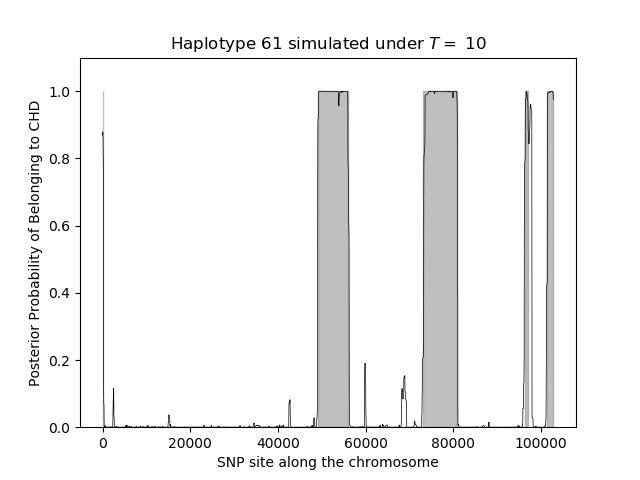 Haplotype 61 simulated under T = 10
Posterior Probability of Belonging to CHD
1.0
0.8
0.6
0.4
0.2
0.0
0 20000 40000 60000 80000 100000
SNP site along the chromosome